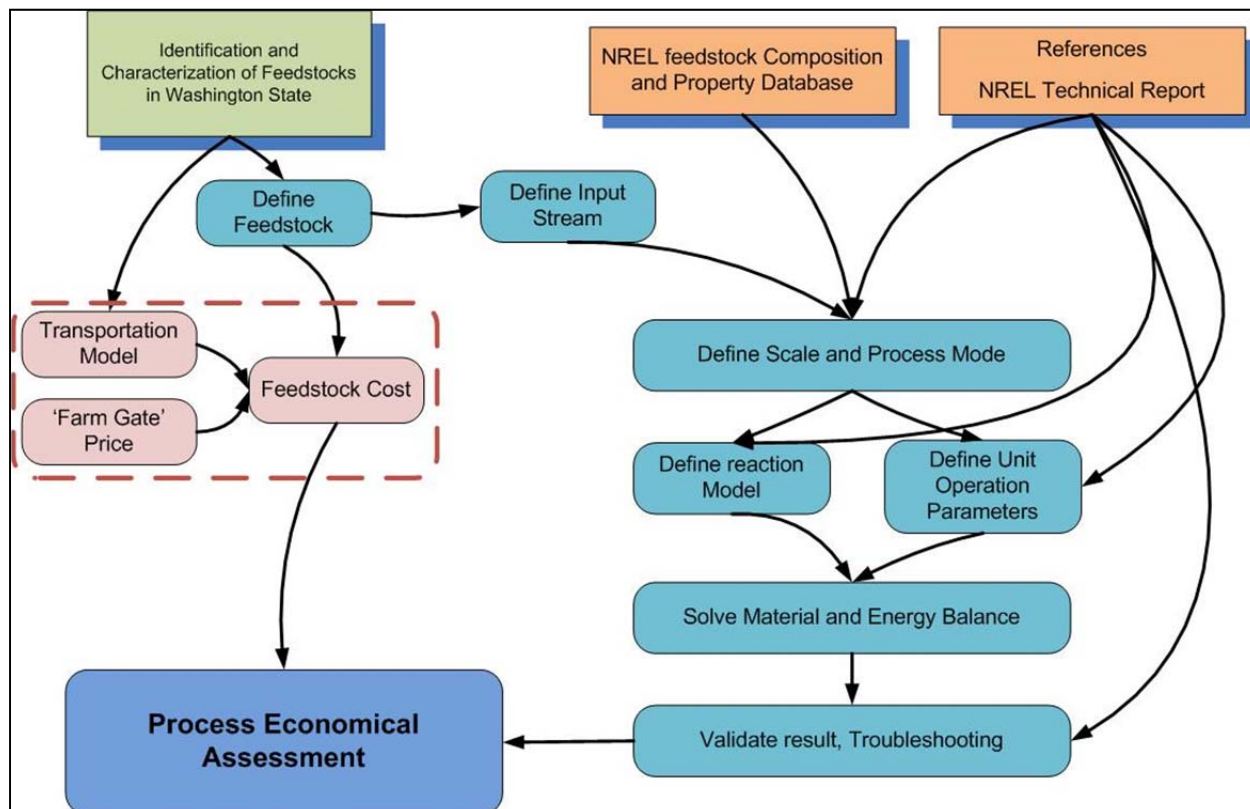 Identification and
Characterization of Feedstocks
in Washington State
NREL feedstock Composition
and Property Database
References
NREL Technical Report
Define
Feedstock
Define Input
Stream
Transportation
Model
Feedstock Cost
‘Farm Gate’
Price
Define Scale and Process Mode
Define reaction
Model
Define Unit
Operation
Parameters
Solve Material and Energy Balance
Process Economical
Assessment
Validate result, Troubleshooting